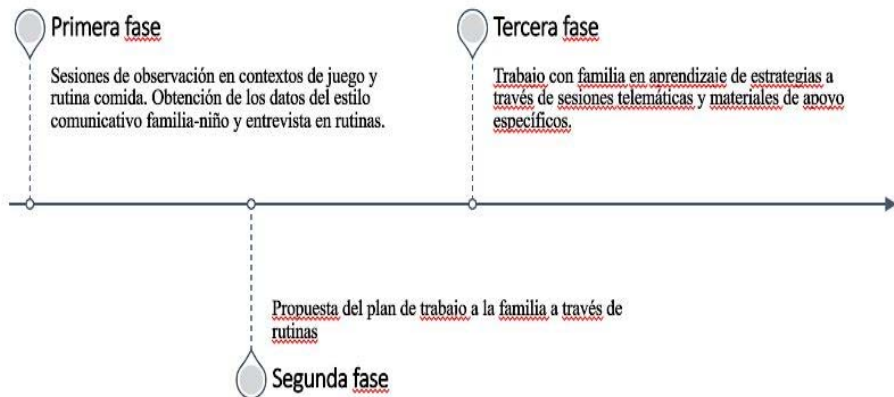 Primera fase
Sesiones de observación en contextos de juego y
rutina comida. Obtención de los datos del estilo
comunicativo familia-niño y entrevista en rutinas.
Tercera fase
Trabajo con familia en aprendizaje de estrategias a
través de sesiones telemáticas y materiales de apoyo
específicos.
Propuesta del plan de trabajo a la familia a través de
rutinas
Segunda fase